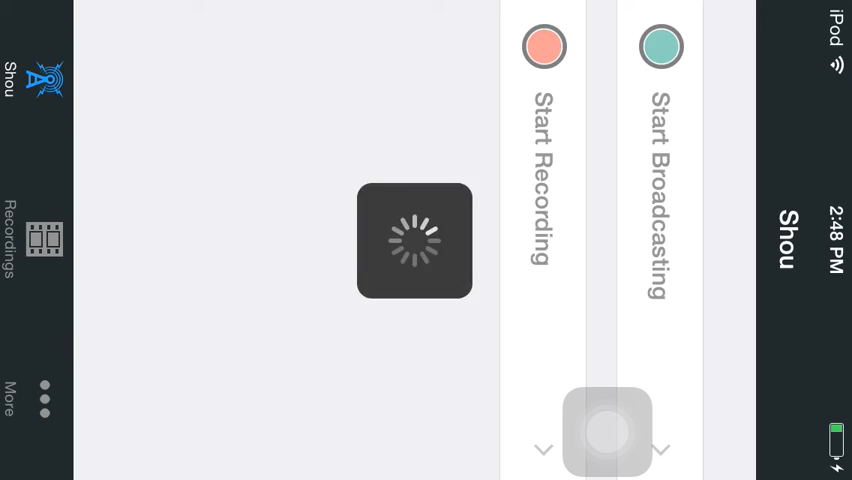 iPod
2:48 PM
Shou
Start Broadcasting
Start Recording
Shou
Recordings
More